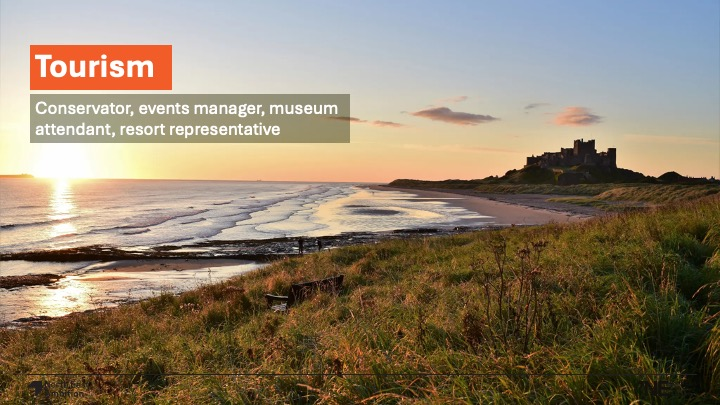 Tourism
Conservator, events manager, museum
attendant, resort representative